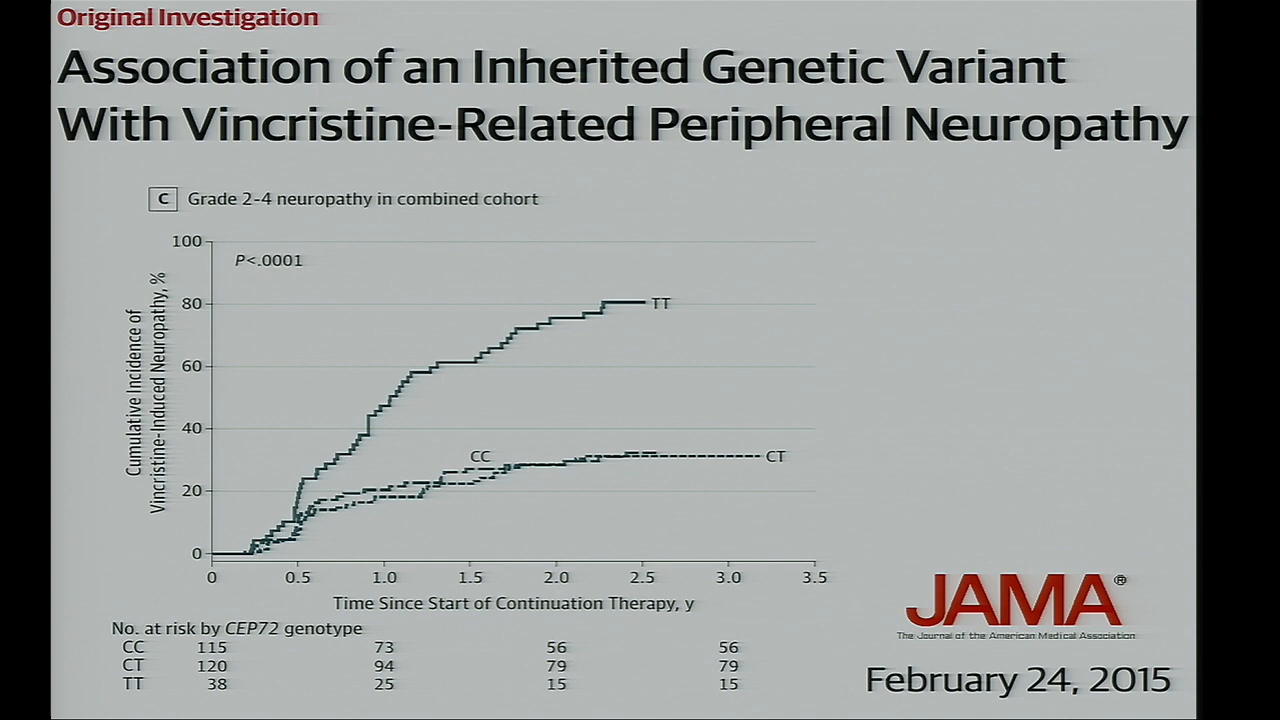 Original Investigation
Association of an Inherited Genetic Variant
With Vincristine-Related Peripheral Neuropathy
C Grade 2-4 neuropathy in combined cohort
Cumulative Incidence of
Vincristine-Induced Neuropathy, %
100
80
60
40
20
0
P<.0001
TT
CC
CT
0 0.5 1.0 1.5 2.0 2.5 3.0 3.5
Time Since Start of Continuation Therapy, y
No. at risk by CEP72 genotype
CC 115 73 56 56
CT 120 94 79 79
TT 38 25 15 15
JAMA®
The Journal of the American Medical Association
February 24, 2015